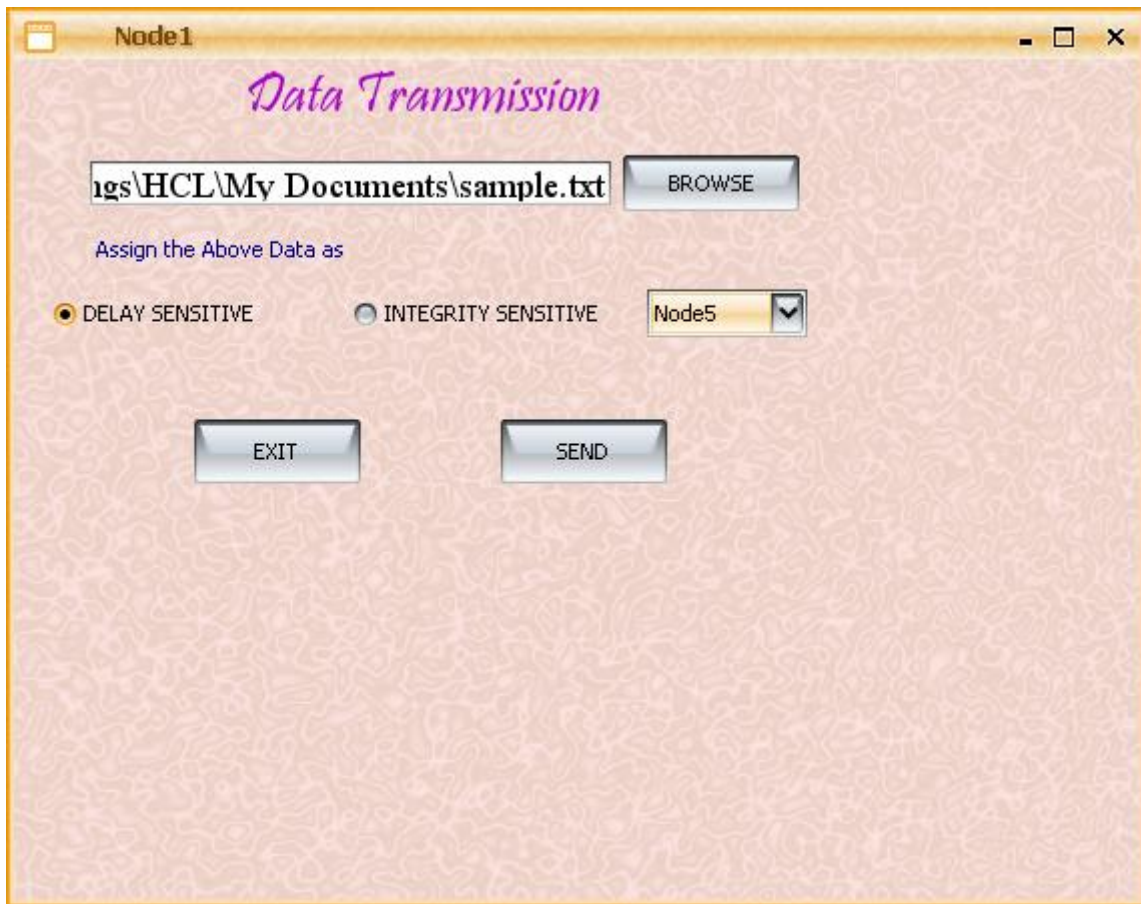 Node1
Data Transmission
ngs\HCL\My Documents\sample.txt BROWSE
Assign the Above Data as
DELAY SENSITIVE INTEGRITY SENSITIVE Node5
EXIT SEND